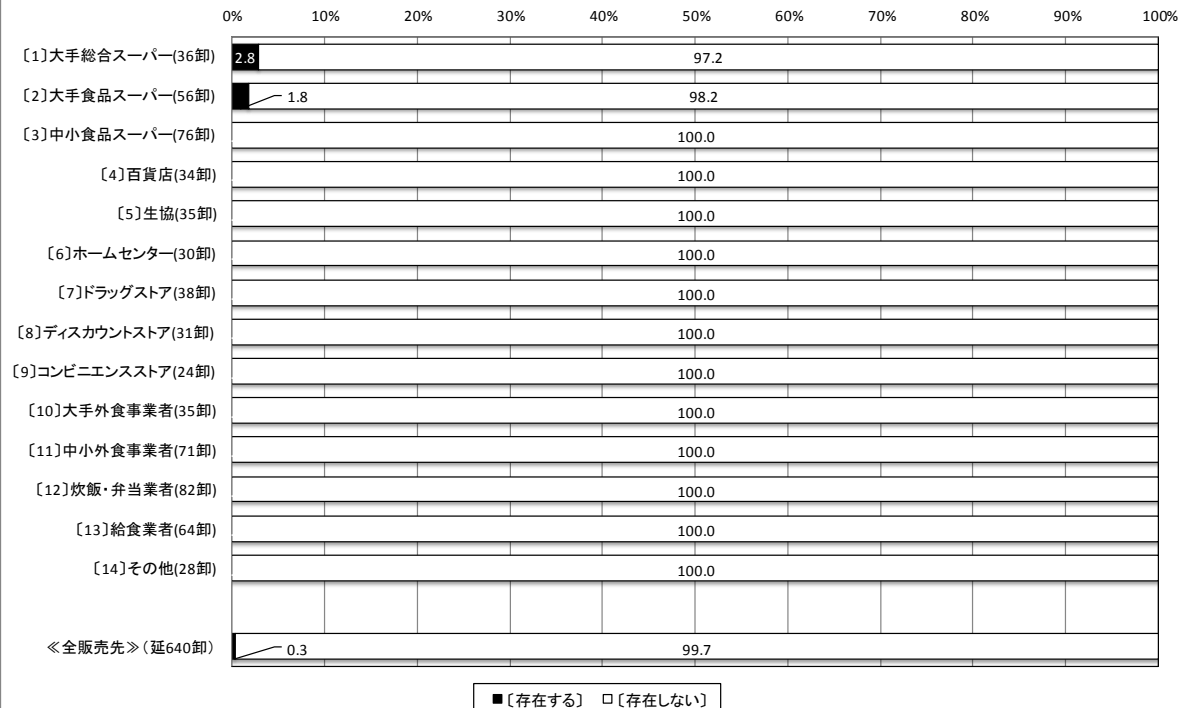 0% 10% 20% 30% 40% 50% 60% 70% 80% 90% 100%
〔1〕大手総合スーパー(36卸) 2.8 97.2
〔2〕大手食品スーパー(56卸) 1.8 98.2
〔3〕中小食品スーパー(76卸) 100.0
〔4〕百貨店(34卸) 100.0
〔5〕生協(35卸) 100.0
〔6〕ホームセンター(30卸) 100.0
〔7〕ドラッグストア(38卸) 100.0
〔8〕ディスカウントストア(31卸) 100.0
〔9〕コンビニエンスストア(24卸) 100.0
〔10〕大手外食事業者(35卸) 100.0
〔11〕中小外食事業者(71卸) 100.0
〔12〕炊飯・弁当業者(82卸) 100.0
〔13〕給食業者(64卸) 100.0
〔14〕その他(28卸) 100.0
≪全販売先≫（延640卸） 0.3 99.7
■〔存在する〕 □〔存在しない〕